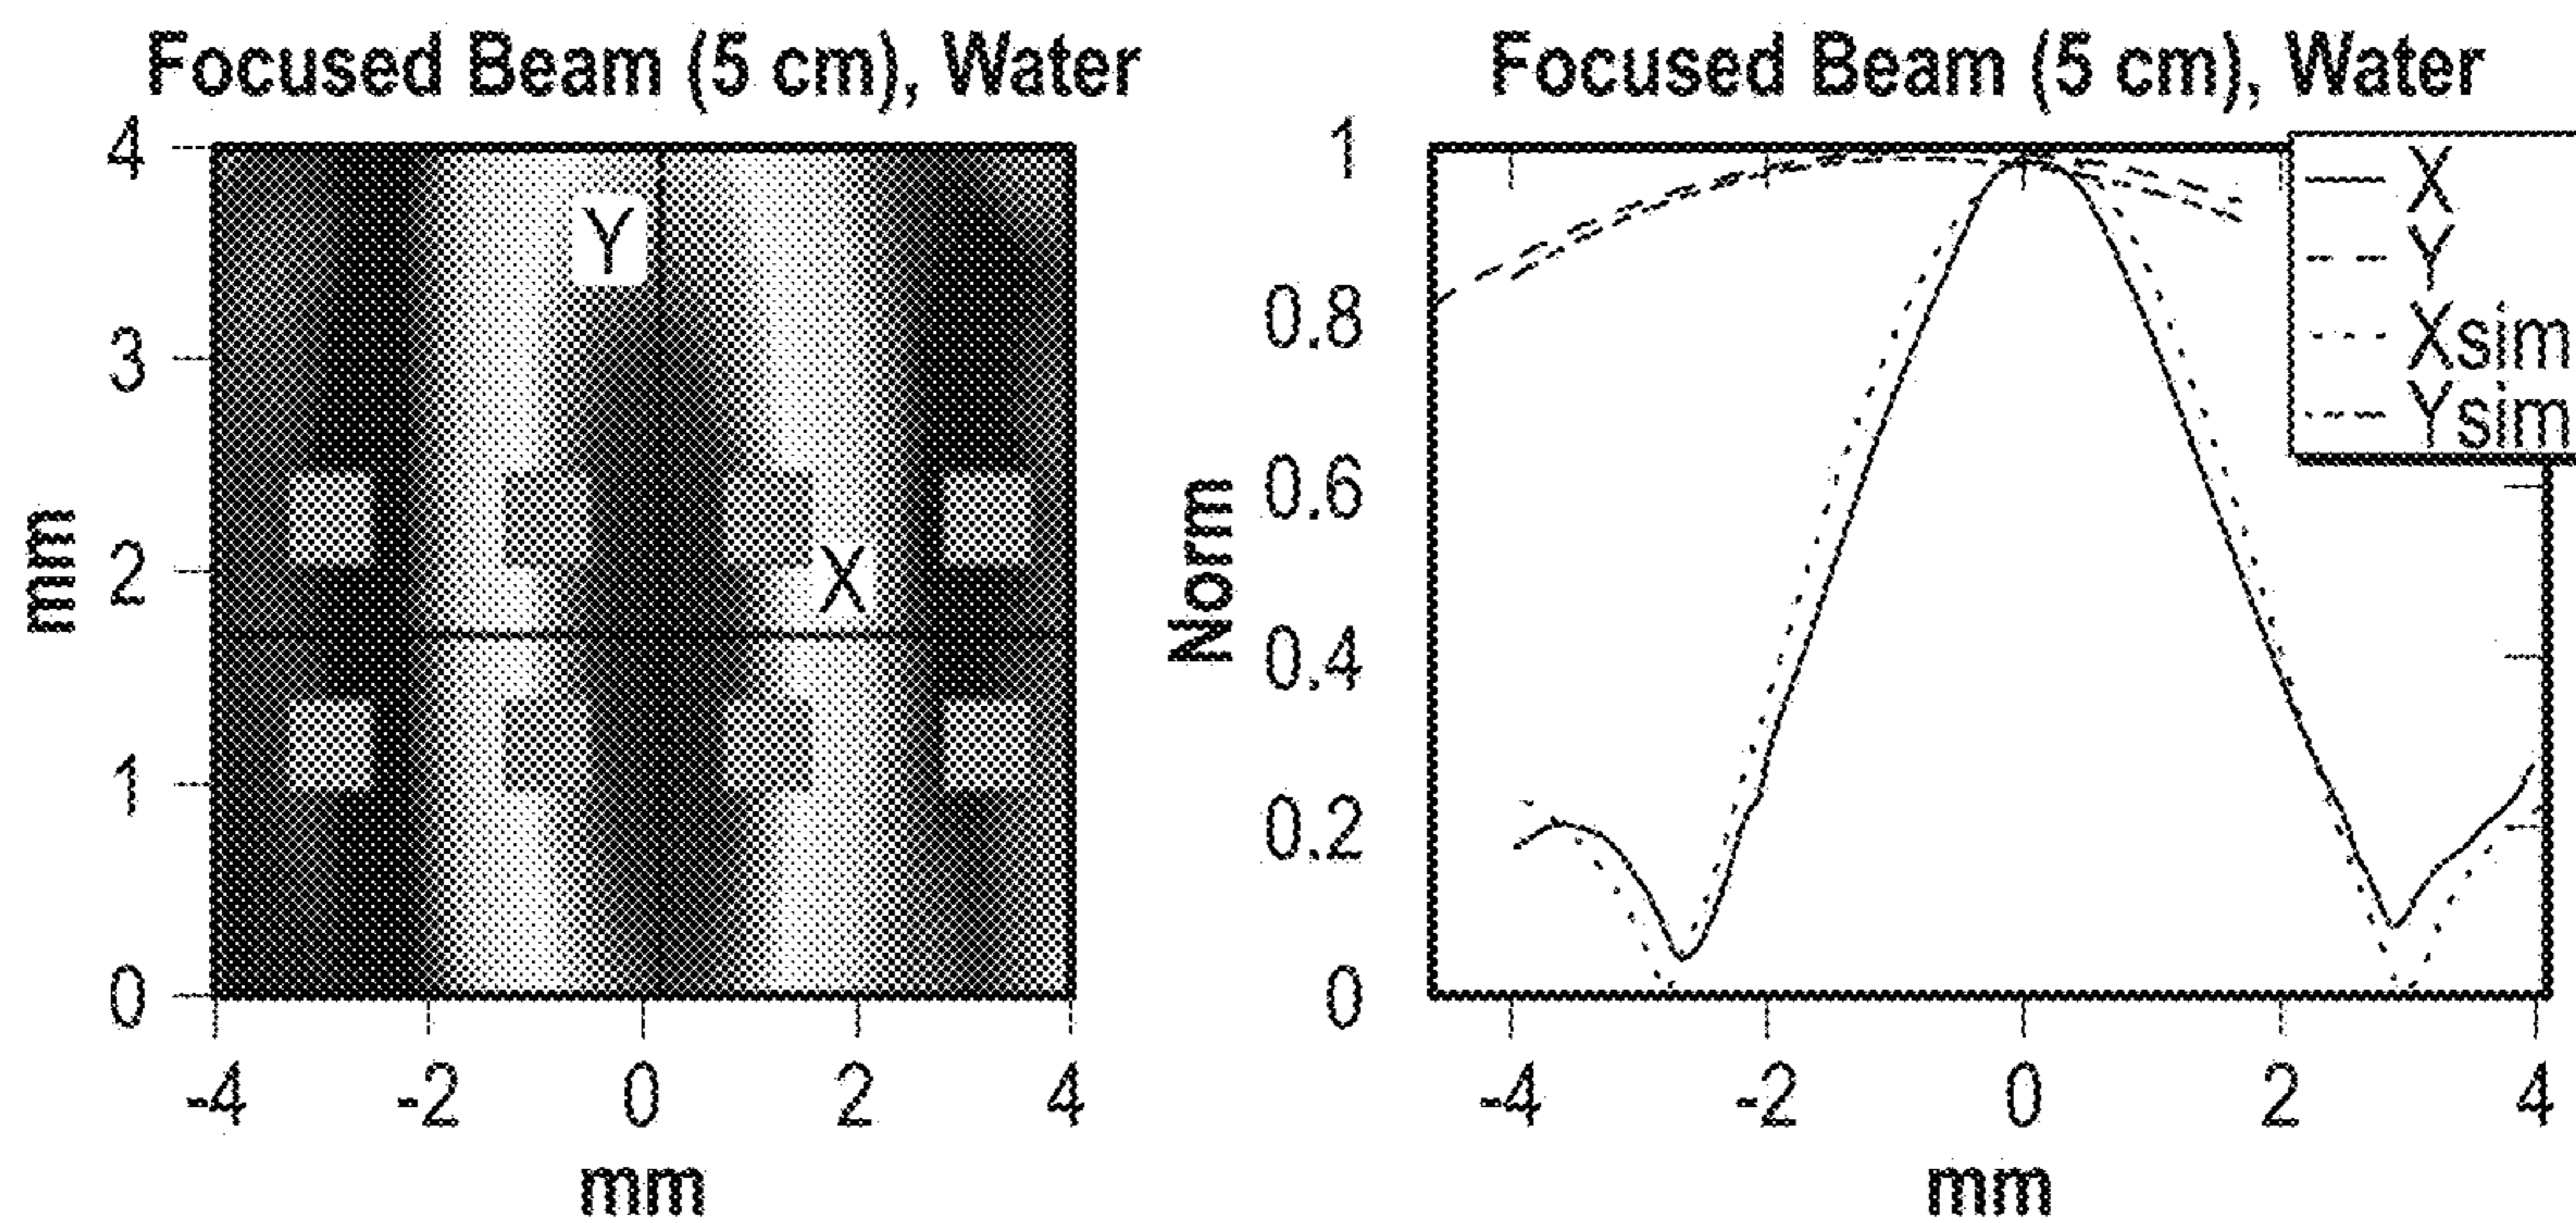 Focused Beam (5 cm), Water
4
3
2
1
0
mm
Y
X
-4 -2 0 2 4
mm
Focused Beam (5 cm), Water
1
0.8
0.6
0.4
0.2
0
Norm
X
Y
Xsim
Ysim
-4 -2 0 2 4
mm